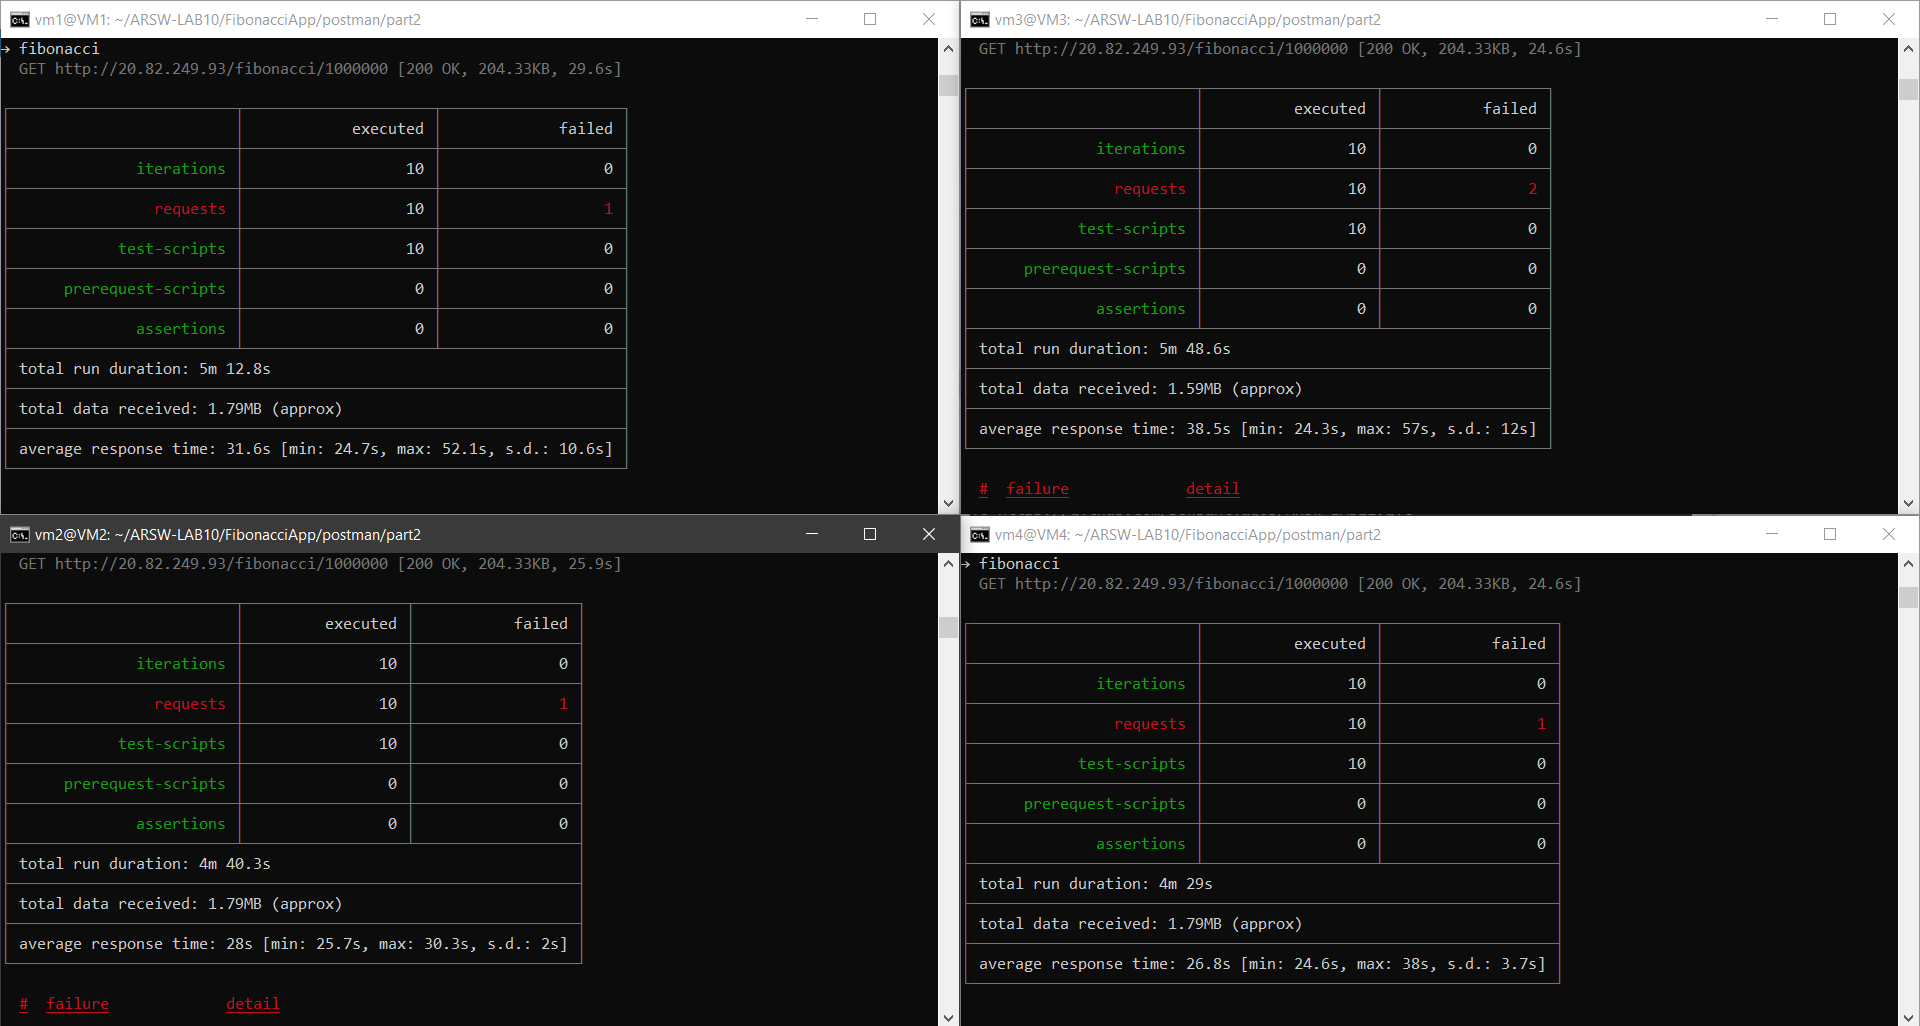 vm1@VM1: ~/ARSW-LAB10/FibonacciApp/postman/part2
→ fibonacci
GET http://20.82.249.93/fibonacci/1000000 [200 OK, 204.33KB, 29.6s]
executed failed
iterations 10 0
requests 10 1
test-scripts 10 0
prerequest-scripts 0 0
assertions 0 0
total run duration: 5m 12.8s
total data received: 1.79MB (approx)
average response time: 31.6s [min: 24.7s, max: 52.1s, s.d.: 10.6s]
vm3@VM3: ~/ARSW-LAB10/FibonacciApp/postman/part2
GET http://20.82.249.93/fibonacci/1000000 [200 OK, 204.33KB, 24.6s]
executed failed
iterations 10 0
requests 10 2
test-scripts 10 0
prerequest-scripts 0 0
assertions 0 0
total run duration: 5m 48.6s
total data received: 1.59MB (approx)
average response time: 38.5s [min: 24.3s, max: 57s, s.d.: 12s]
# failure detail
vm2@VM2: ~/ARSW-LAB10/FibonacciApp/postman/part2
GET http://20.82.249.93/fibonacci/1000000 [200 OK, 204.33KB, 25.9s]
executed failed
iterations 10 0
requests 10 1
test-scripts 10 0
prerequest-scripts 0 0
assertions 0 0
total run duration: 4m 40.3s
total data received: 1.79MB (approx)
average response time: 28s [min: 25.7s, max: 30.3s, s.d.: 2s]
# failure detail
vm4@VM4: ~/ARSW-LAB10/FibonacciApp/postman/part2
→ fibonacci
GET http://20.82.249.93/fibonacci/1000000 [200 OK, 204.33KB, 24.6s]
executed failed
iterations 10 0
requests 10 1
test-scripts 10 0
prerequest-scripts 0 0
assertions 0 0
total run duration: 4m 29s
total data received: 1.79MB (approx)
average response time: 26.8s [min: 24.6s, max: 38s, s.d.: 3.7s]